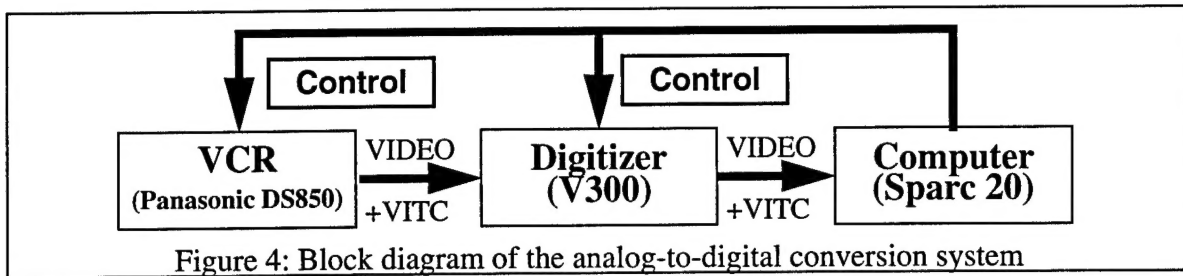 Control
Control
VCR
(Panasonic DS850)
VIDEO
+VITC
Digitizer
(V300)
VIDEO
+VITC
Computer
(Sparc 20)
Figure 4: Block diagram of the analog-to-digital conversion system